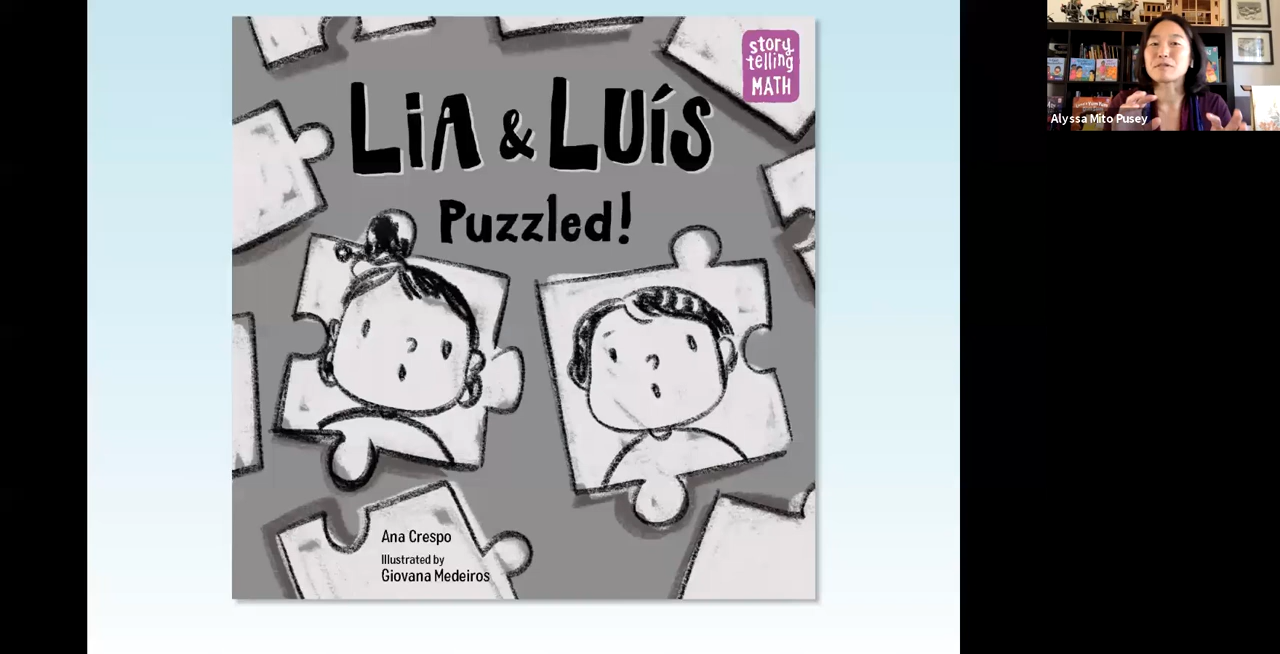 story
telling
MATH
LiA & LUíS
Puzzled!
Ana Crespo
Illustrated by
Giovana Medeiros
Alyssa Mito Pusey